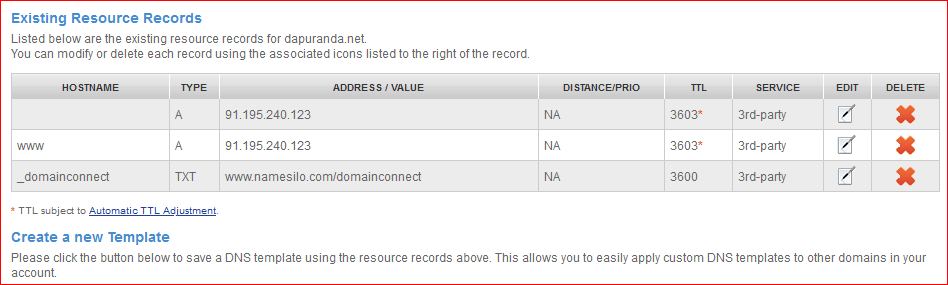 Existing Resource Records
Listed below are the existing resource records for dapuranda.net.
You can modify or delete each record using the associated icons listed to the right of the record.
HOSTNAME TYPE ADDRESS / VALUE DISTANCE/PRIO TTL SERVICE EDIT DELETE
A 91.195.240.123 NA 3603* 3rd-party
www A 91.195.240.123 NA 3603* 3rd-party
_domainconnect TXT www.namesilo.com/domainconnect NA 3600 3rd-party
* TTL subject to Automatic TTL Adjustment.
Create a new Template
Please click the button below to save a DNS template using the resource records above. This allows you to easily apply custom DNS templates to other domains in your
account.